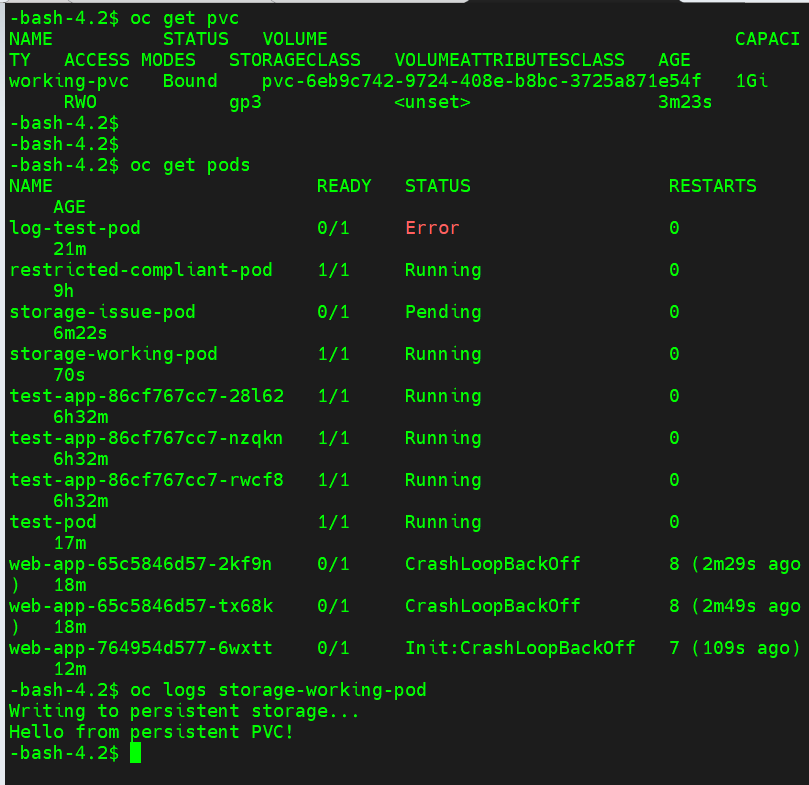 -bash-4.2$ oc get pvc
NAME          STATUS   VOLUME                                     CAPACI
TY   ACCESS MODES   STORAGECLASS   VOLUMEATTRIBUTESCLASS   AGE
working-pvc   Bound    pvc-6eb9c742-9724-408e-b8bc-3725a871e54f   1Gi
     RWO            gp3            <unset>                 3m23s
-bash-4.2$
-bash-4.2$
-bash-4.2$ oc get pods
NAME                        READY   STATUS                  RESTARTS
    AGE
log-test-pod                0/1     Error                   0
    21m
restricted-compliant-pod    1/1     Running                 0
    9h
storage-issue-pod           0/1     Pending                 0
    6m22s
storage-working-pod         1/1     Running                 0
    70s
test-app-86cf767cc7-28l62   1/1     Running                 0
    6h32m
test-app-86cf767cc7-nzqkn   1/1     Running                 0
    6h32m
test-app-86cf767cc7-rwcf8   1/1     Running                 0
    6h32m
test-pod                    1/1     Running                 0
    17m
web-app-65c5846d57-2kf9n    0/1     CrashLoopBackOff        8 (2m29s ago
)   18m
web-app-65c5846d57-tx68k    0/1     CrashLoopBackOff        8 (2m49s ago
)   18m
web-app-764954d577-6wxtt    0/1     Init:CrashLoopBackOff   7 (109s ago)
    12m
-bash-4.2$ oc logs storage-working-pod
Writing to persistent storage...
Hello from persistent PVC!
-bash-4.2$